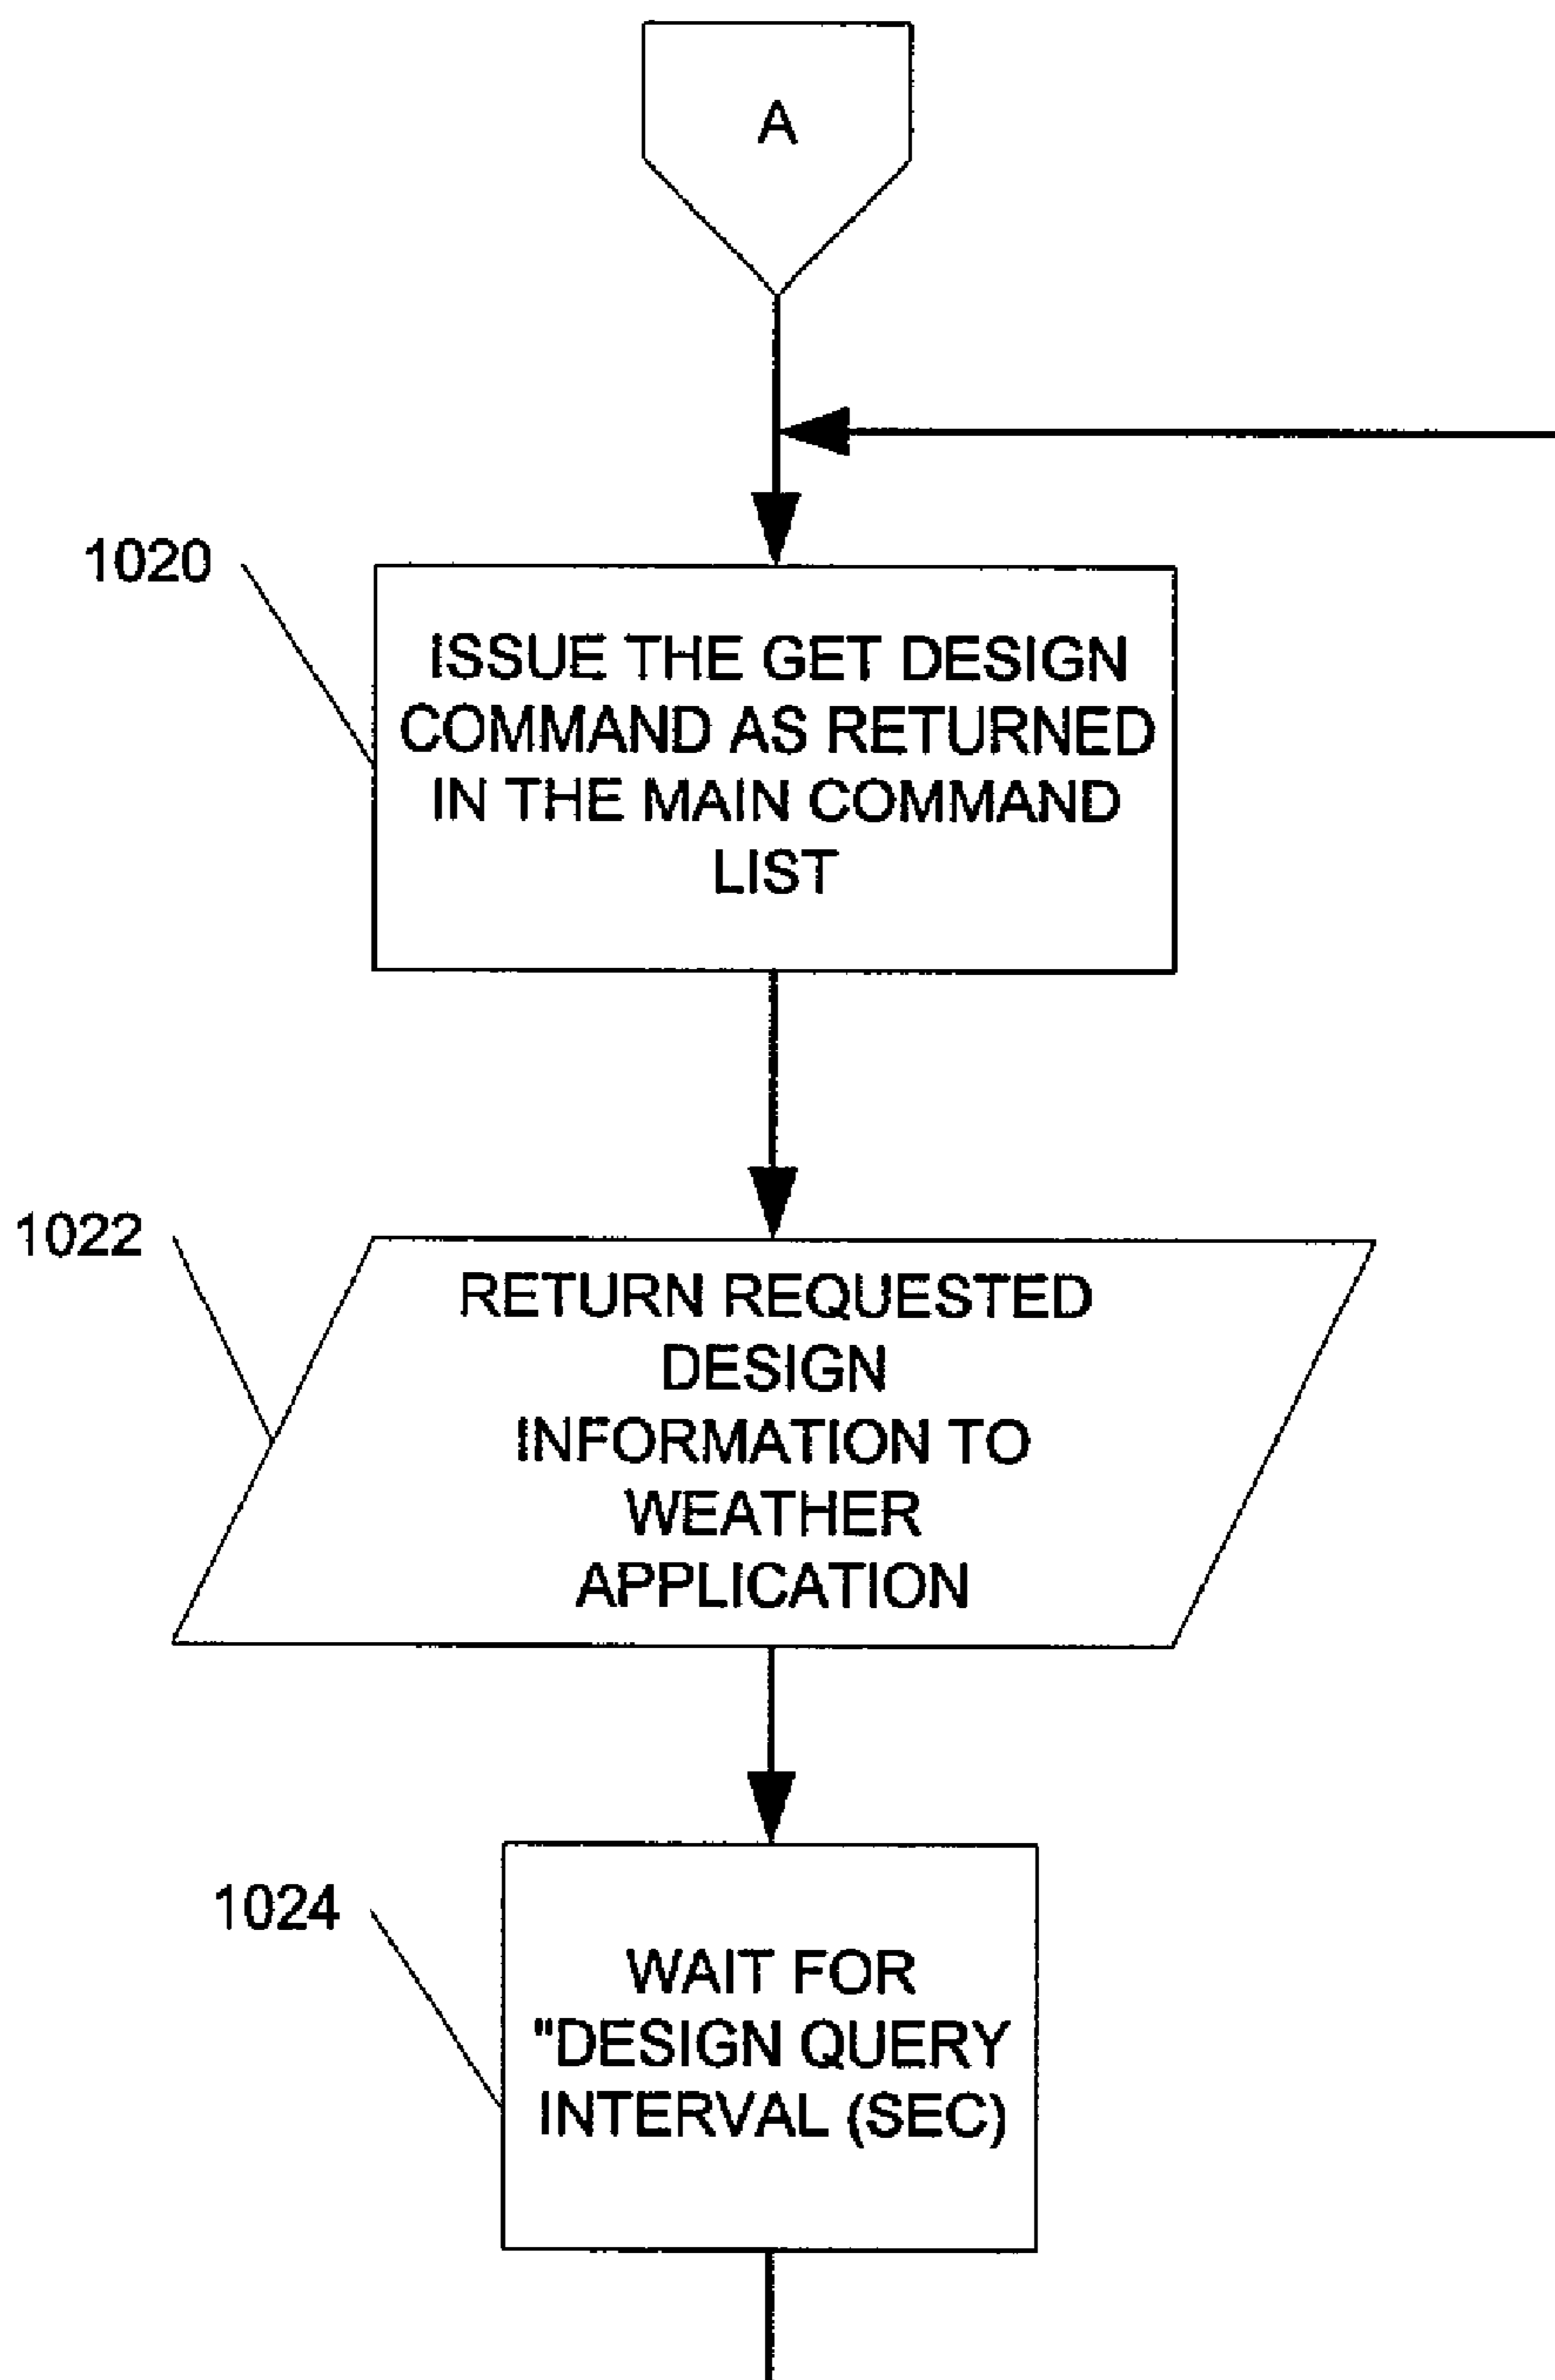 A
1020
ISSUE THE GET DESIGN
COMMAND AS RETURNED
IN THE MAIN COMMAND
LIST
1022
RETURN REQUESTED
DESIGN
INFORMATION TO
WEATHER
APPLICATION
1024
WAIT FOR
"DESIGN QUERY
INTERVAL (SEC)